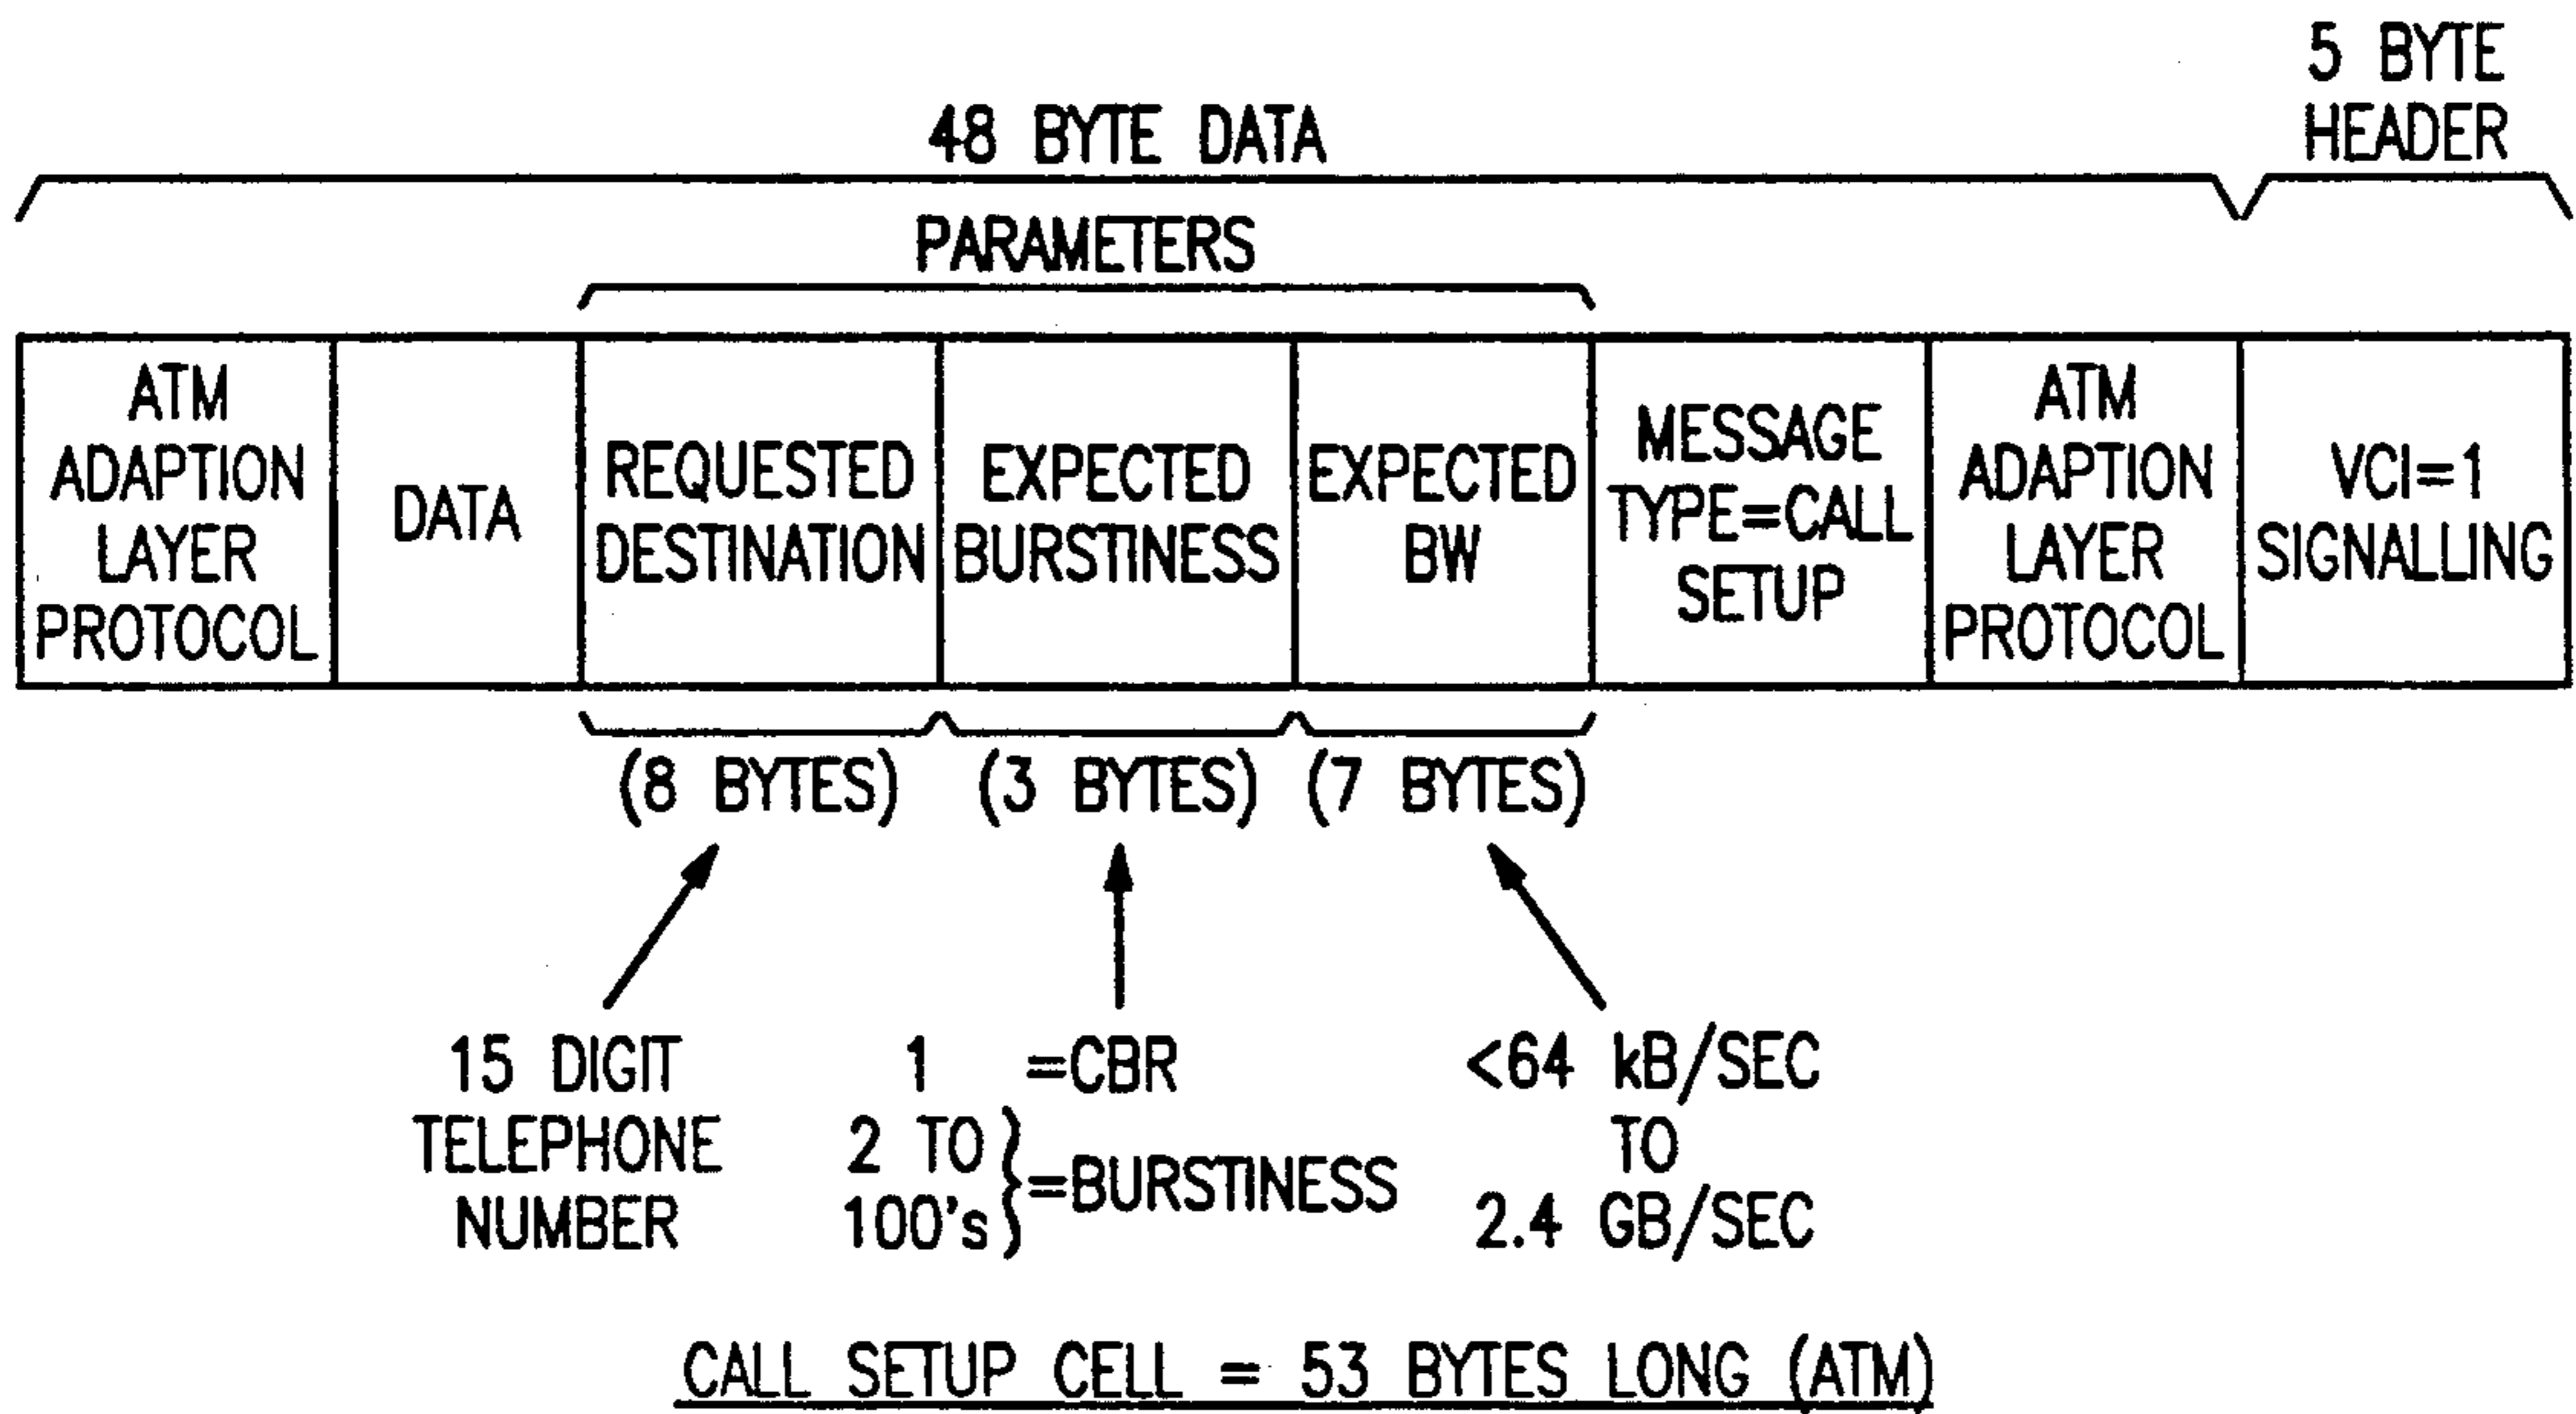 5 BYTE
HEADER
48 BYTE DATA
PARAMETERS
ATM
ADAPTION
LAYER
PROTOCOL
DATA
REQUESTED
DESTINATION
EXPECTED
BURSTINESS
EXPECTED
BW
MESSAGE
TYPE=CALL
SETUP
ATM
ADAPTION
LAYER
PROTOCOL
VCI=1
SIGNALLING
(8 BYTES)
(3 BYTES)
(7 BYTES)
15 DIGIT
TELEPHONE
NUMBER
1 =CBR
2 TO
100's
=BURSTINESS
<64 kB/SEC
TO
2.4 GB/SEC
CALL SETUP CELL = 53 BYTES LONG (ATM)